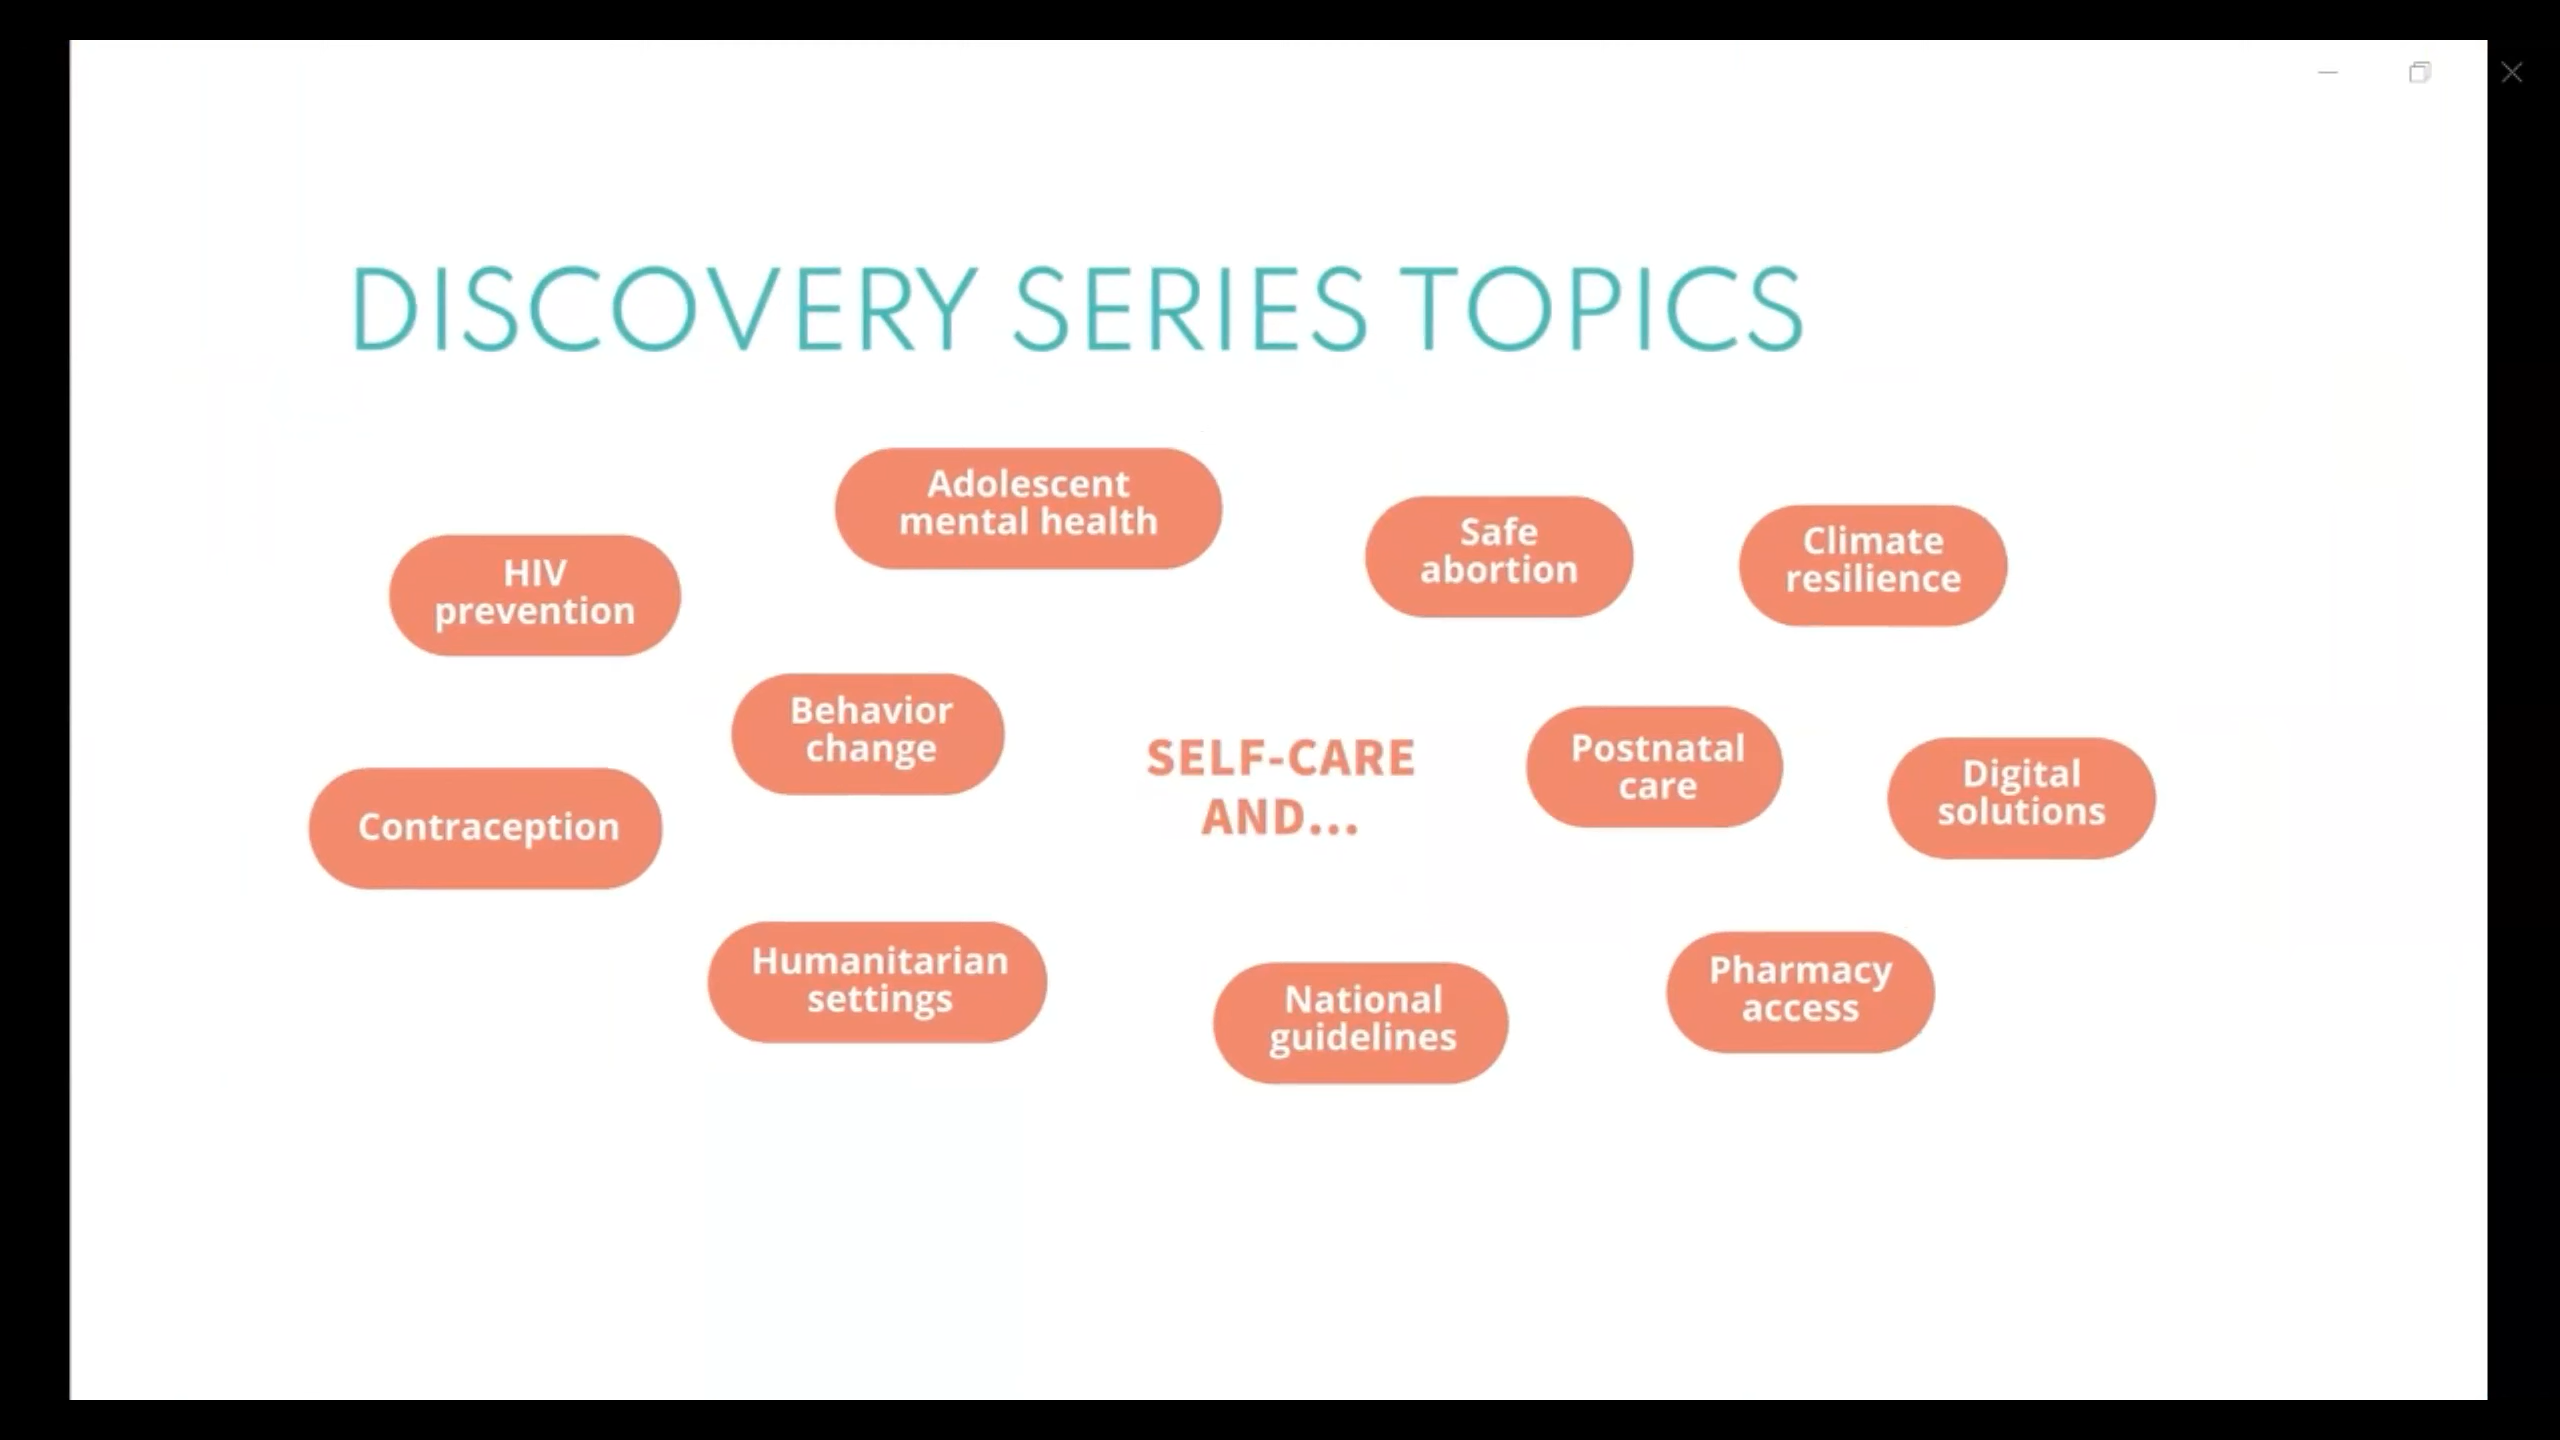 DISCOVERY SERIES TOPICS
Adolescent
mental health
Safe
abortion
Climate
resilience
HIV
prevention
Behavior
change
SELF-CARE
AND...
Postnatal
care
Digital
solutions
Contraception
Humanitarian
settings
National
guidelines
Pharmacy
access